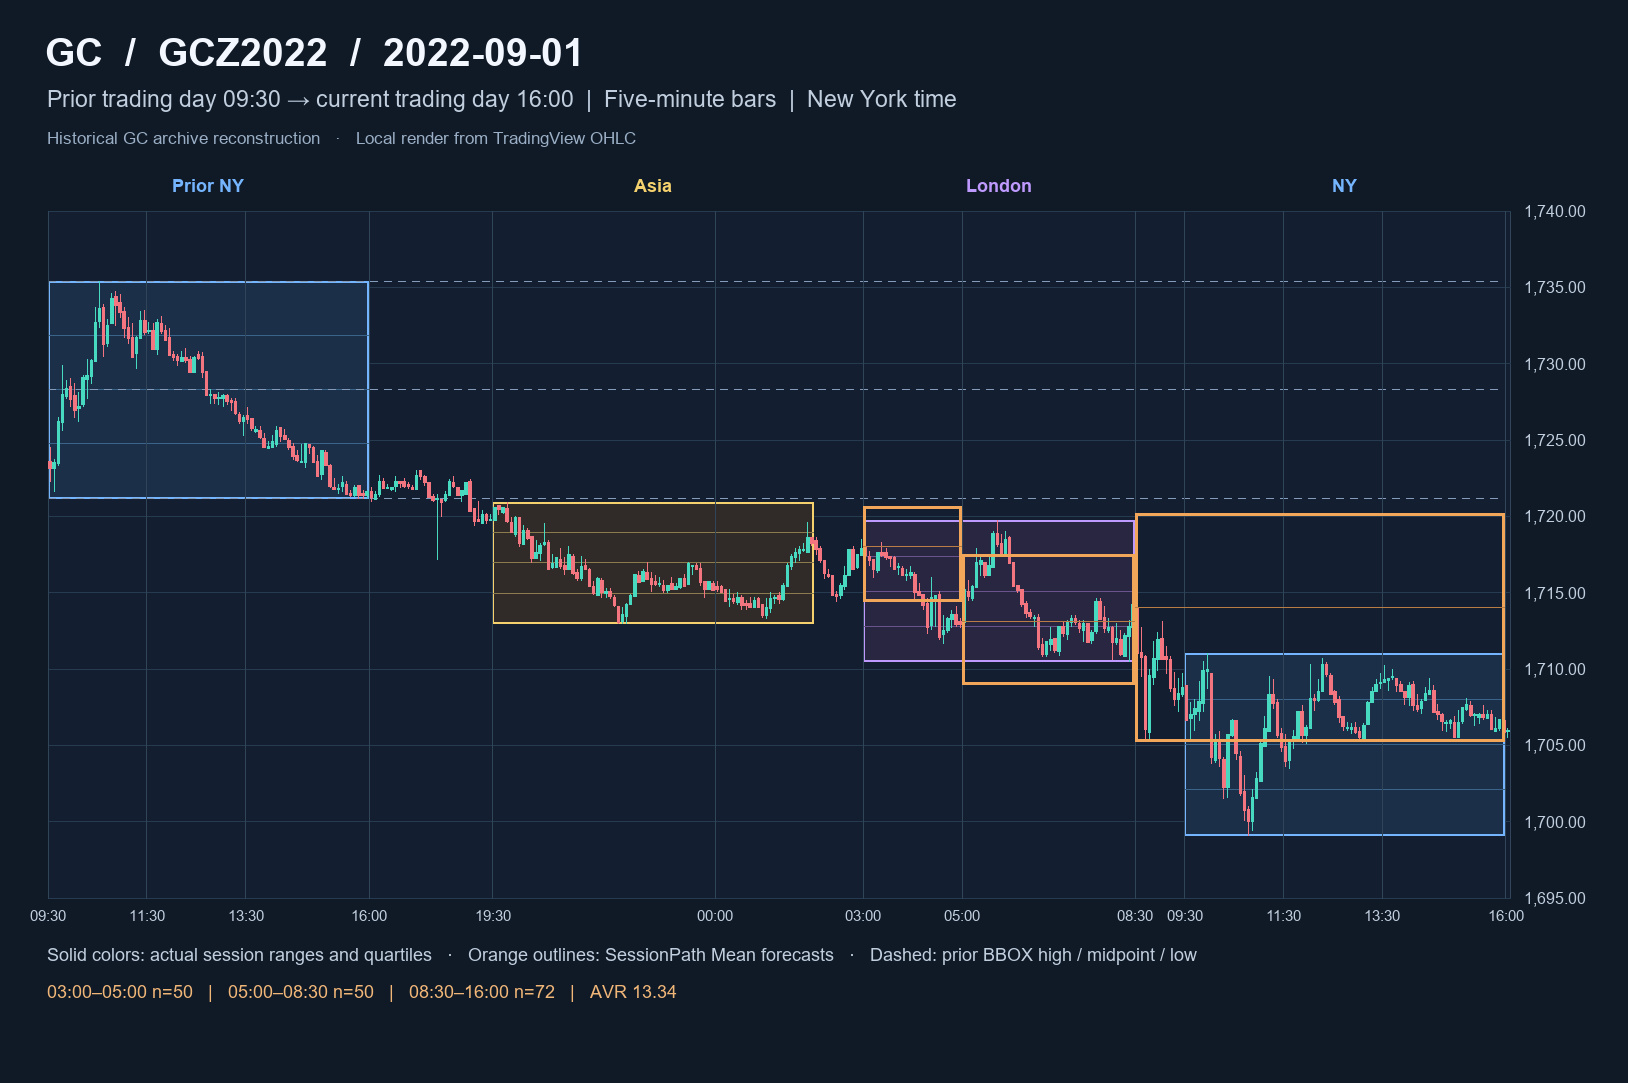 GC / GCZ2022 / 2022-09-01
Prior trading day 09:30 → current trading day 16:00 | Five-minute bars | New York time
Historical GC archive reconstruction · Local render from TradingView OHLC
Prior NY Asia London NY
1,740.00
1,735.00
1,730.00
1,725.00
1,720.00
1,715.00
1,710.00
1,705.00
1,700.00
1,695.00
09:30 11:30 13:30 16:00 19:30 00:00 03:00 05:00 08:30 09:30 11:30 13:30 16:00
Solid colors: actual session ranges and quartiles · Orange outlines: SessionPath Mean forecasts · Dashed: prior BBOX high / midpoint / low
03:00–05:00 n=50 | 05:00–08:30 n=50 | 08:30–16:00 n=72 | AVR 13.34